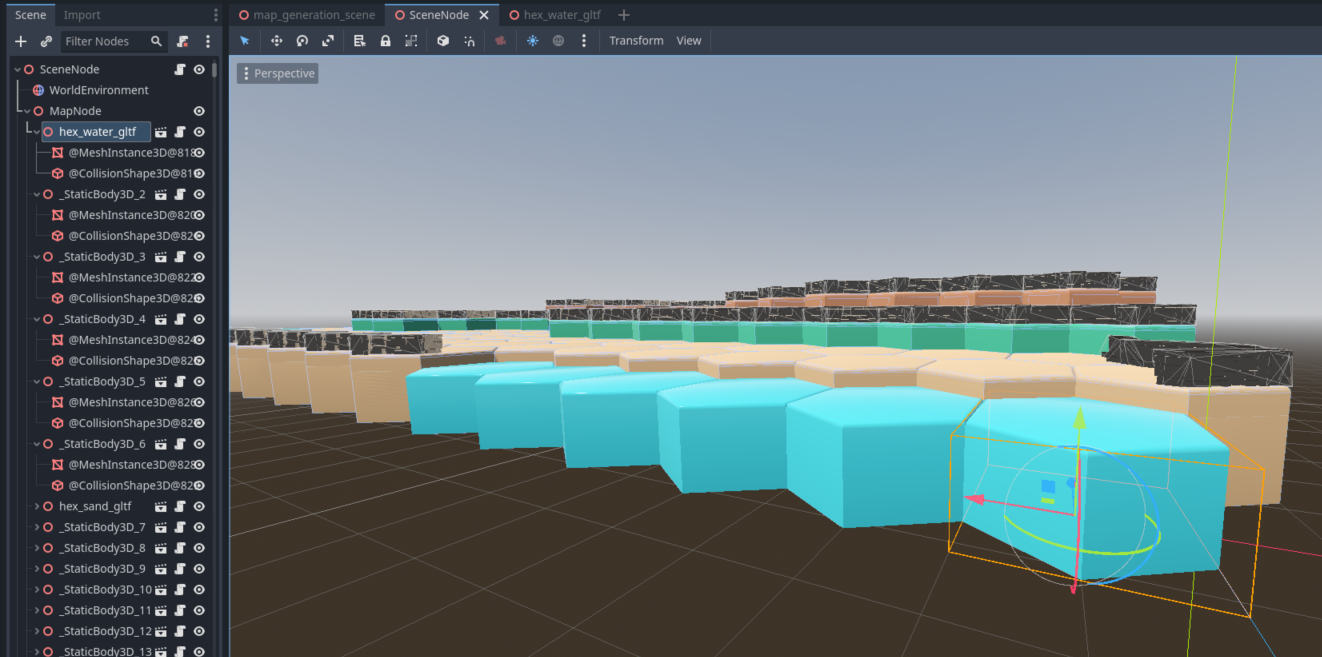 Scene Import
map_generation_scene SceneNode hex_water_gltf
Filter Nodes Transform View
Perspective
SceneNode
WorldEnvironment
MapNode
hex_water_gltf
@MeshInstance3D@818
@CollisionShape3D@81
_StaticBody3D_2
@MeshInstance3D@820
@CollisionShape3D@82
_StaticBody3D_3
@MeshInstance3D@822
@CollisionShape3D@82
_StaticBody3D_4
@MeshInstance3D@824
@CollisionShape3D@82
_StaticBody3D_5
@MeshInstance3D@826
@CollisionShape3D@82
_StaticBody3D_6
@MeshInstance3D@828
@CollisionShape3D@82
hex_sand_gltf
_StaticBody3D_7
_StaticBody3D_8
_StaticBody3D_9
_StaticBody3D_10
_StaticBody3D_11
_StaticBody3D_12
_StaticBody3D_13